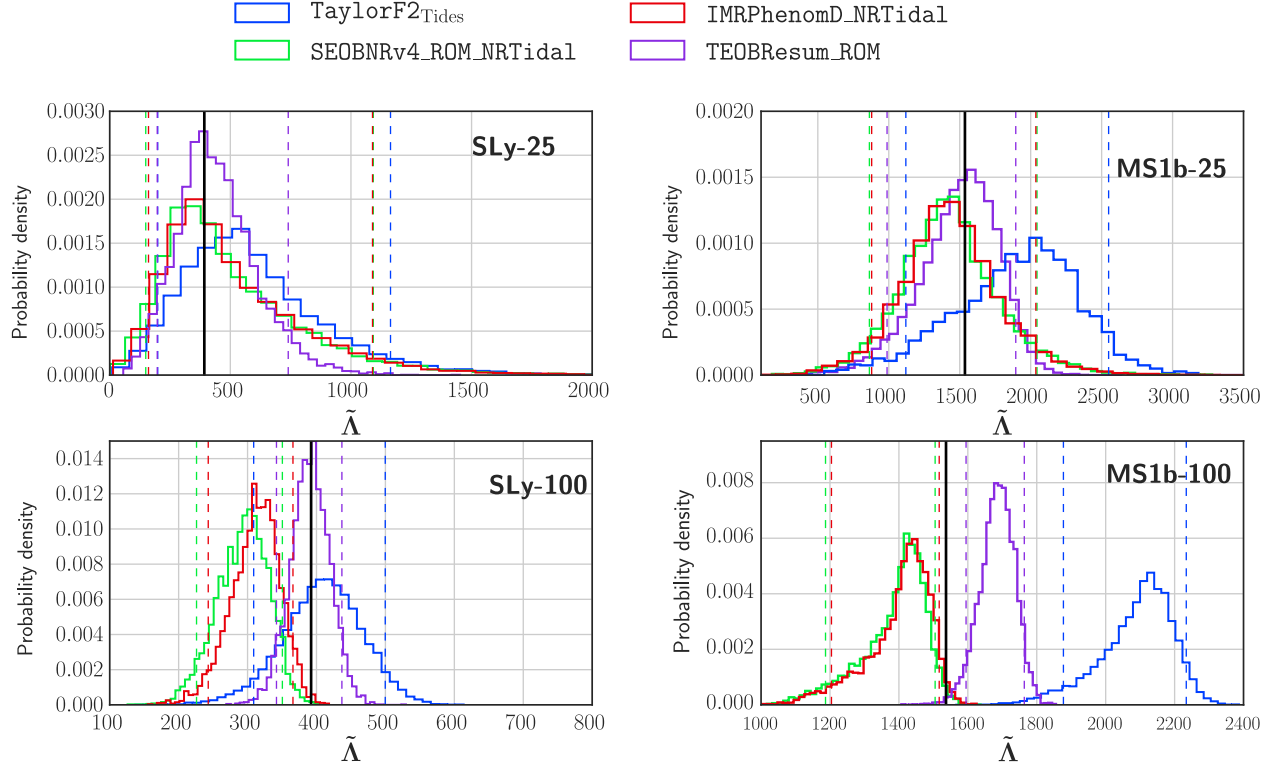 TaylorF2Tides IMRPhenomD_NRTidal
SEOBNRv4_ROM_NRTidal TEOBResum_ROM
0.0030
0.0025
0.0020
0.0015
0.0010
0.0005
0.0000
Probability density
SLy-25
0 500 1000 1500 2000
Λ̃
0.0020
0.0015
0.0010
0.0005
0.0000
Probability density
MS1b-25
500 1000 1500 2000 2500 3000 3500
Λ̃
0.014
0.012
0.010
0.008
0.006
0.004
0.002
0.000
Probability density
SLy-100
100 200 300 400 500 600 700 800
Λ̃
0.008
0.006
0.004
0.002
0.000
Probability density
MS1b-100
1000 1200 1400 1600 1800 2000 2200 2400
Λ̃